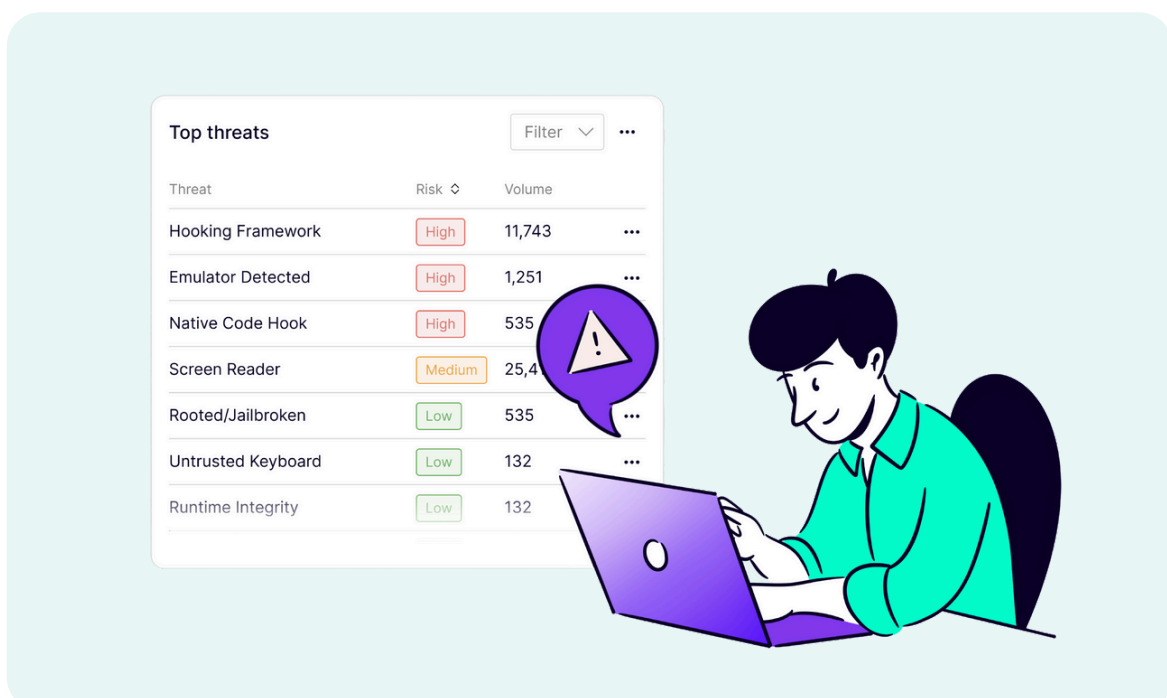 Top threats Filter
Threat Risk Volume
Hooking Framework High 11,743
Emulator Detected High 1,251
Native Code Hook High 535
Screen Reader Medium
Rooted/Jailbroken Low 535
Untrusted Keyboard Low 132
Runtime Integrity Low 132
!